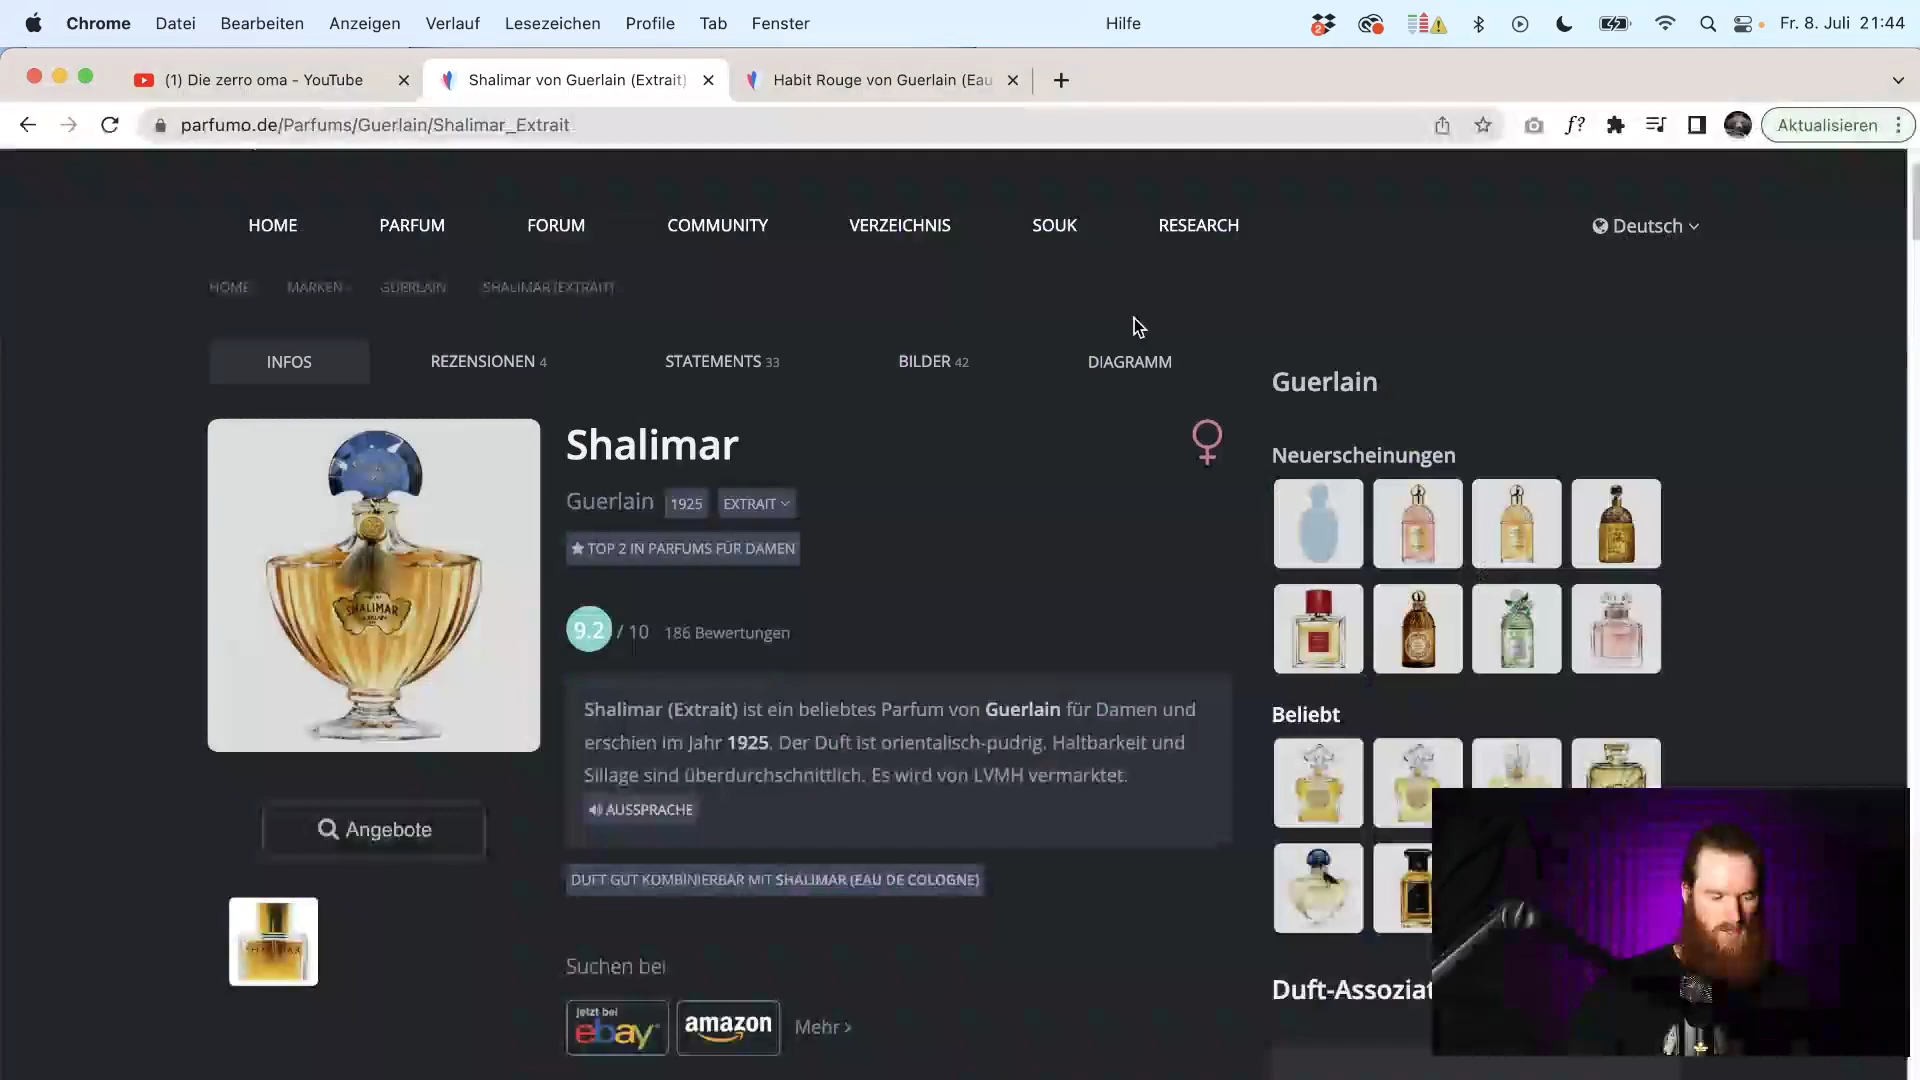 Chrome Datei Bearbeiten Anzeigen Verlauf Lesezeichen Profile Tab Fenster Hilfe Fr. 8. Juli 21:44
(1) Die zerro oma - YouTube Shalimar von Guerlain (Extrait) Habit Rouge von Guerlain (Eau
parfumo.de/Parfums/Guerlain/Shalimar_Extrait f? Aktualisieren
HOME PARFUM FORUM COMMUNITY VERZEICHNIS SOUK RESEARCH Deutsch
HOME MARKEN GUERLAIN SHALIMAR (EXTRAIT)
INFOS REZENSIONEN 4 STATEMENTS 33 BILDER 42 DIAGRAMM
Guerlain
Shalimar
Neuerscheinungen
Guerlain 1925 EXTRAIT
TOP 2 IN PARFUMS FÜR DAMEN
SHALIMAR
9.2 / 10 186 Bewertungen
Shalimar (Extrait) ist ein beliebtes Parfum von Guerlain für Damen und
erschien im Jahr 1925. Der Duft ist orientalisch-pudrig. Haltbarkeit und
Sillage sind überdurchschnittlich. Es wird von LVMH vermarktet.
AUSSPRACHE
Beliebt
Angebote
DUFT GUT KOMBINIERBAR MIT SHALIMAR (EAU DE COLOGNE)
Suchen bei
Duft-Assoziat
jetzt bei
ebay amazon Mehr >